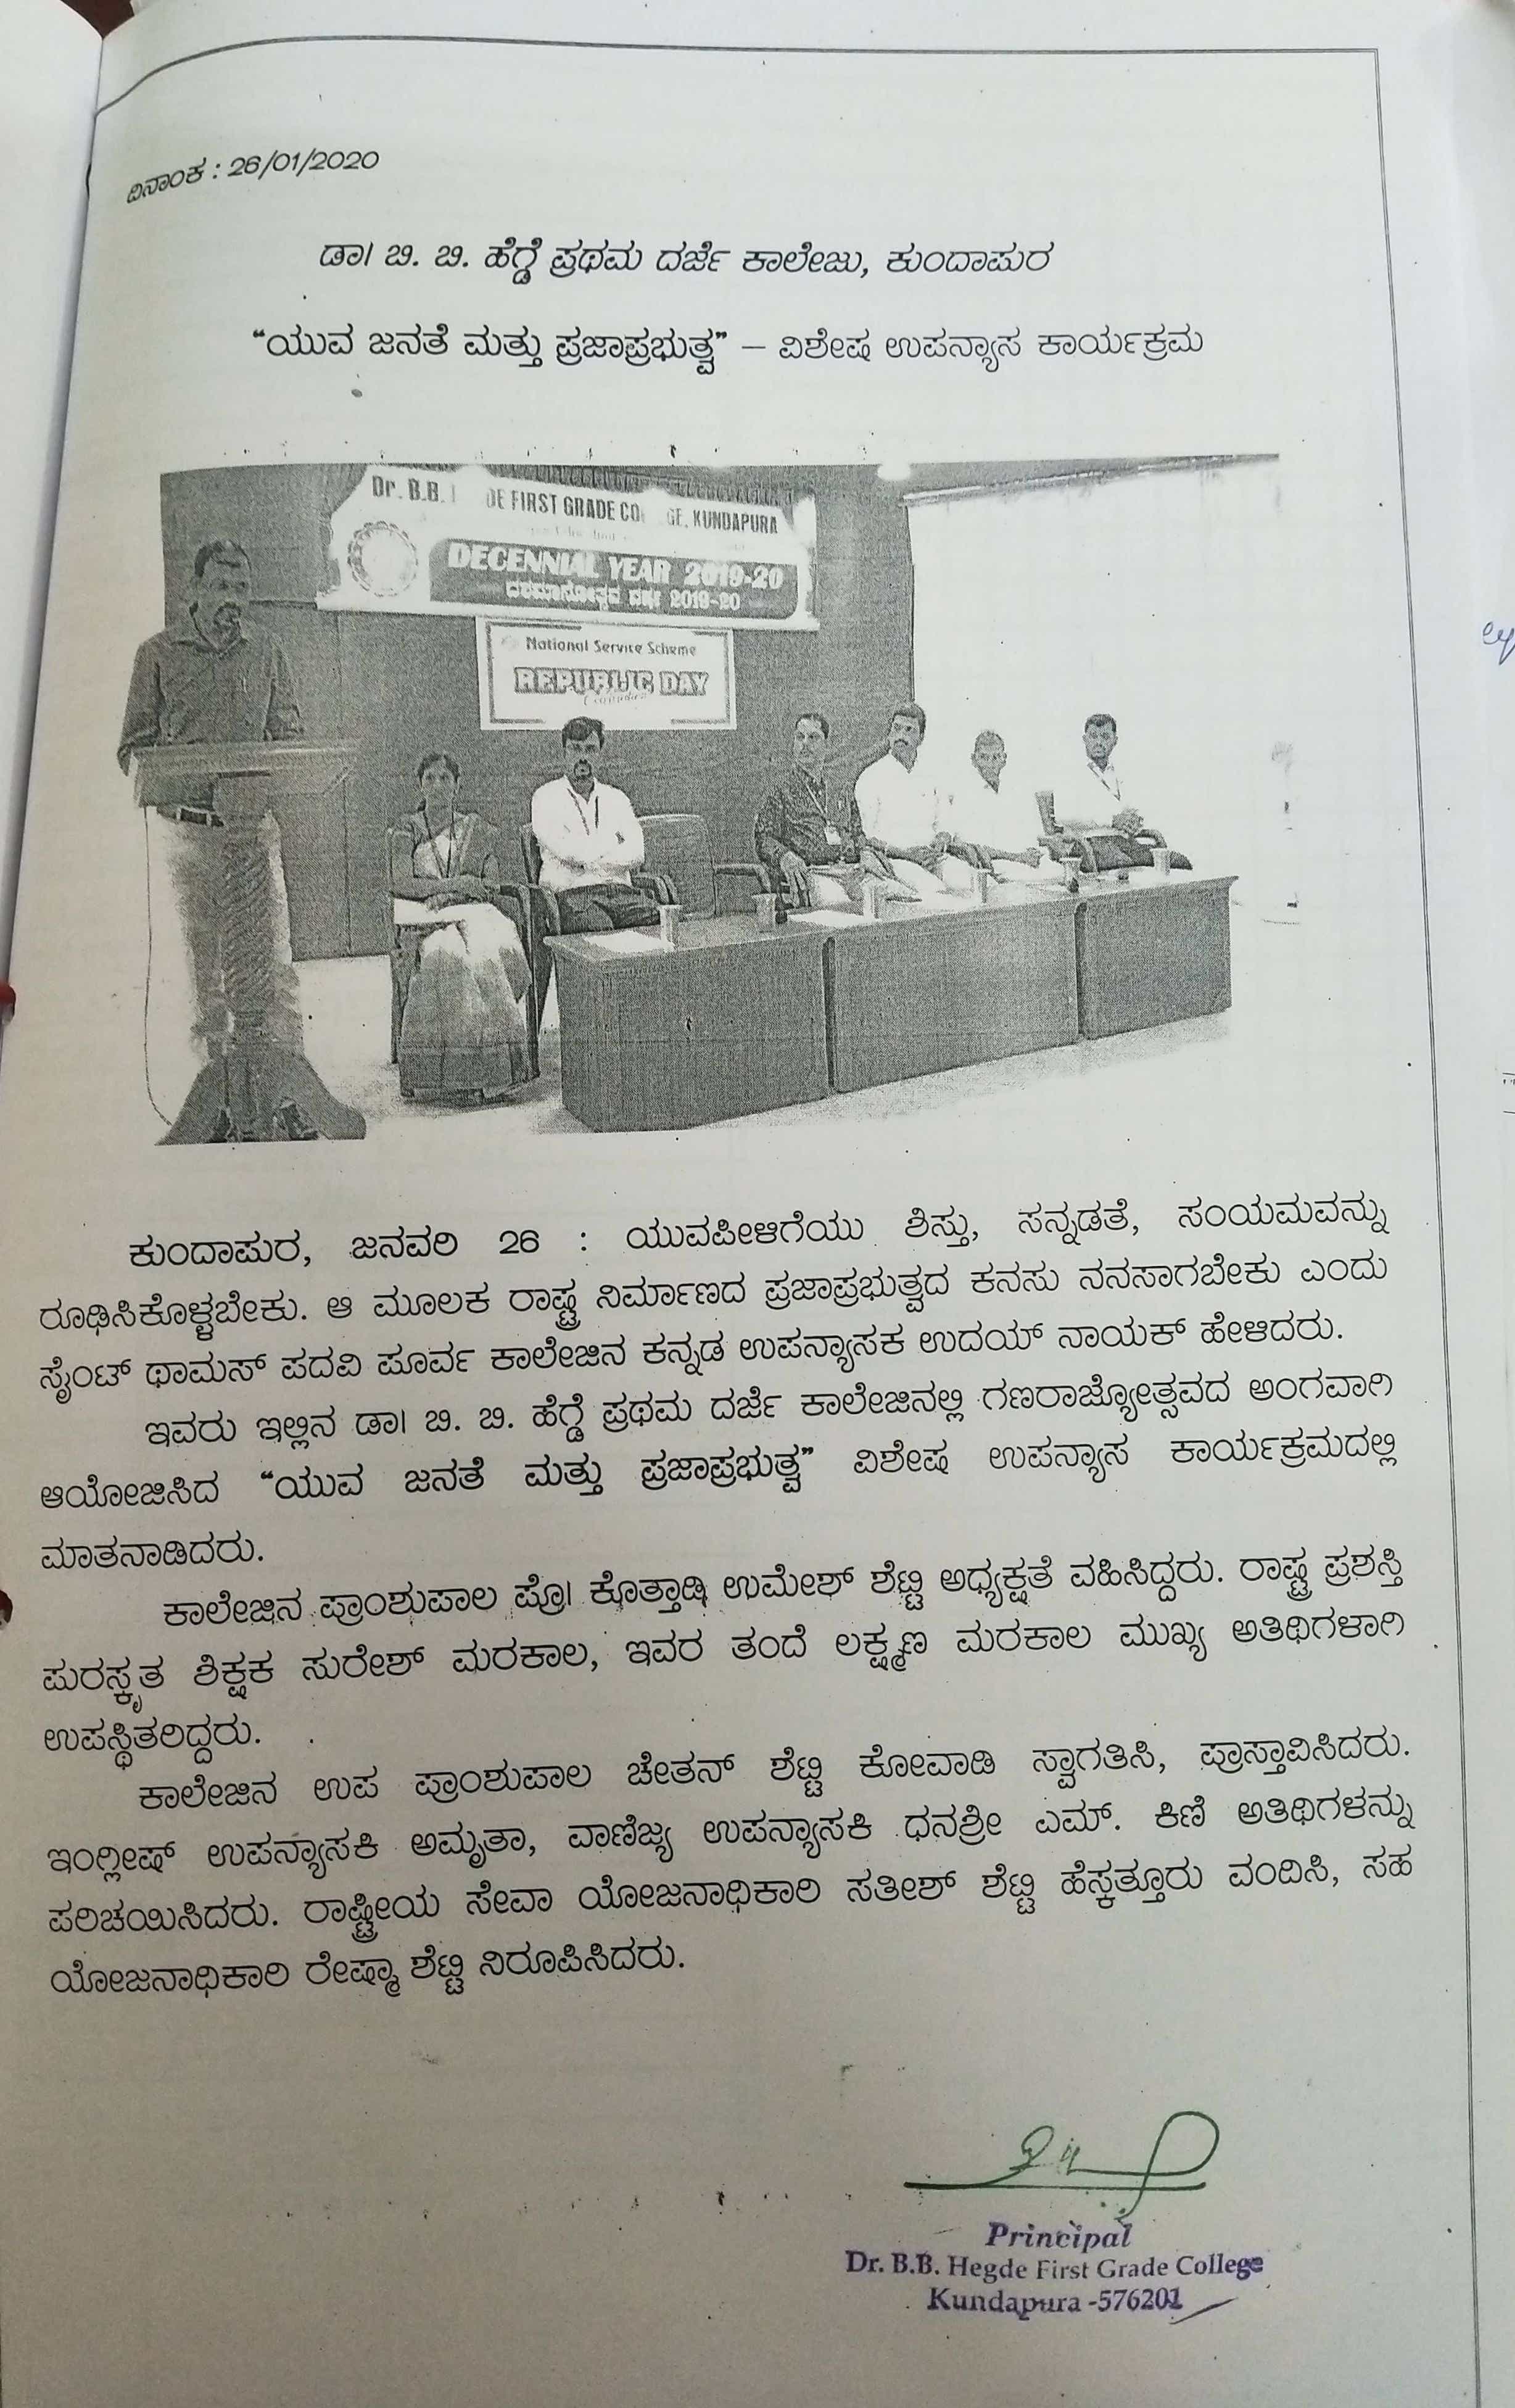 ದಿನಾಂಕ : 26/01/2020
ಡಾ। ಬಿ. ಬಿ. ಹೆಗ್ಡೆ ಪ್ರಥಮ ದರ್ಜೆ ಕಾಲೇಜು, ಕುಂದಾಪುರ
“ಯುವ ಜನತೆ ಮತ್ತು ಪ್ರಜಾಪ್ರಭುತ್ವ” – ವಿಶೇಷ ಉಪನ್ಯಾಸ ಕಾರ್ಯಕ್ರಮ
Dr. B.B. DE FIRST GRADE CO GE, KUNDAPURA
DECENNIAL YEAR 2019-20
2019-20
National Service Scheme
REPUBLIC DAY
ಕುಂದಾಪುರ, ಜನವರಿ 26 : ಯುವಪೀಳಿಗೆಯು ಶಿಸ್ತು, ಸನ್ನಡತೆ, ಸಂಯಮವನ್ನು
ರೂಢಿಸಿಕೊಳ್ಳಬೇಕು. ಆ ಮೂಲಕ ರಾಷ್ಟ್ರ ನಿರ್ಮಾಣದ ಪ್ರಜಾಪ್ರಭುತ್ವದ ಕನಸು ನನಸಾಗಬೇಕು ಎಂದು
ಸೈಂಟ್ ಥಾಮಸ್ ಪದವಿ ಪೂರ್ವ ಕಾಲೇಜಿನ ಕನ್ನಡ ಉಪನ್ಯಾಸಕ ಉದಯ್ ನಾಯಕ್ ಹೇಳಿದರು.
ಇವರು ಇಲ್ಲಿನ ಡಾ। ಬಿ. ಬಿ. ಹೆಗ್ಡೆ ಪ್ರಥಮ ದರ್ಜೆ ಕಾಲೇಜಿನಲ್ಲಿ ಗಣರಾಜ್ಯೋತ್ಸವದ ಅಂಗವಾಗಿ
ಆಯೋಜಿಸಿದ “ಯುವ ಜನತೆ ಮತ್ತು ಪ್ರಜಾಪ್ರಭುತ್ವ” ವಿಶೇಷ ಉಪನ್ಯಾಸ ಕಾರ್ಯಕ್ರಮದಲ್ಲಿ
ಮಾತನಾಡಿದರು.
ಕಾಲೇಜಿನ ಪ್ರಾಂಶುಪಾಲ ಪ್ರೊ। ಕೊತ್ತಾಡಿ ಉಮೇಶ್ ಶೆಟ್ಟಿ ಅಧ್ಯಕ್ಷತೆ ವಹಿಸಿದ್ದರು. ರಾಷ್ಟ್ರ ಪ್ರಶಸ್ತಿ
ಪುರಸ್ಕೃತ ಶಿಕ್ಷಕ ಸುರೇಶ್ ಮರಕಾಲ, ಇವರ ತಂದೆ ಲಕ್ಷ್ಮಣ ಮರಕಾಲ ಮುಖ್ಯ ಅತಿಥಿಗಳಾಗಿ
ಉಪಸ್ಥಿತರಿದ್ದರು.
ಕಾಲೇಜಿನ ಉಪ ಪ್ರಾಂಶುಪಾಲ ಚೇತನ್ ಶೆಟ್ಟಿ ಕೋವಾಡಿ ಸ್ವಾಗತಿಸಿ, ಪ್ರಾಸ್ತಾವಿಸಿದರು.
ಇಂಗ್ಲೀಷ್ ಉಪನ್ಯಾಸಕಿ ಅಮೃತಾ, ವಾಣಿಜ್ಯ ಉಪನ್ಯಾಸಕಿ ಧನಶ್ರೀ ಎಮ್. ಕಿಣಿ ಅತಿಥಿಗಳನ್ನು
ಪರಿಚಯಿಸಿದರು. ರಾಷ್ಟ್ರೀಯ ಸೇವಾ ಯೋಜನಾಧಿಕಾರಿ ಸತೀಶ್ ಶೆಟ್ಟಿ ಹೆಸ್ಕತ್ತೂರು ವಂದಿಸಿ, ಸಹ
ಯೋಜನಾಧಿಕಾರಿ ರೇಷ್ಮಾ ಶೆಟ್ಟಿ ನಿರೂಪಿಸಿದರು.
Principal
Dr. B.B. Hegde First Grade College
Kundapura -576201